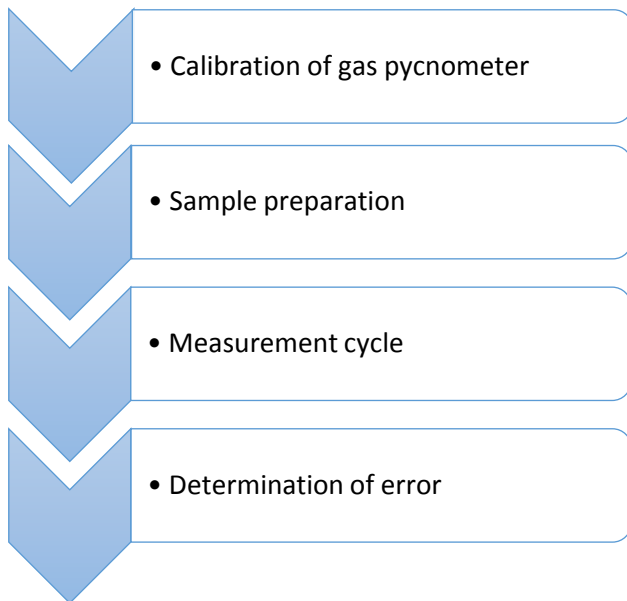 • Calibration of gas pycnometer
• Sample preparation
• Measurement cycle
• Determination of error